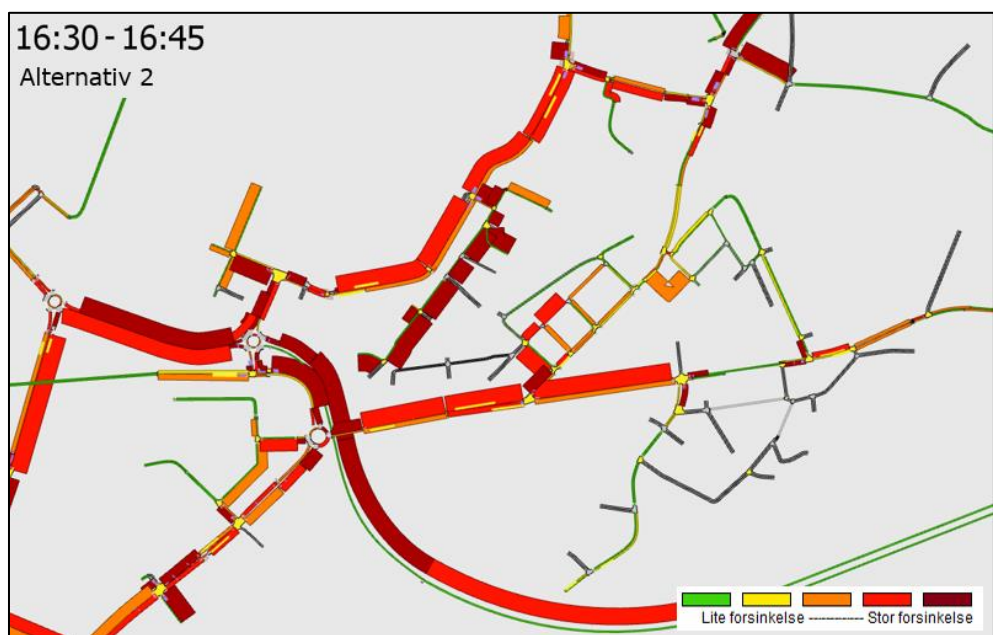 16:30 - 16:45
Alternativ 2
Lite forsinkelse ----------- Stor forsinkelse